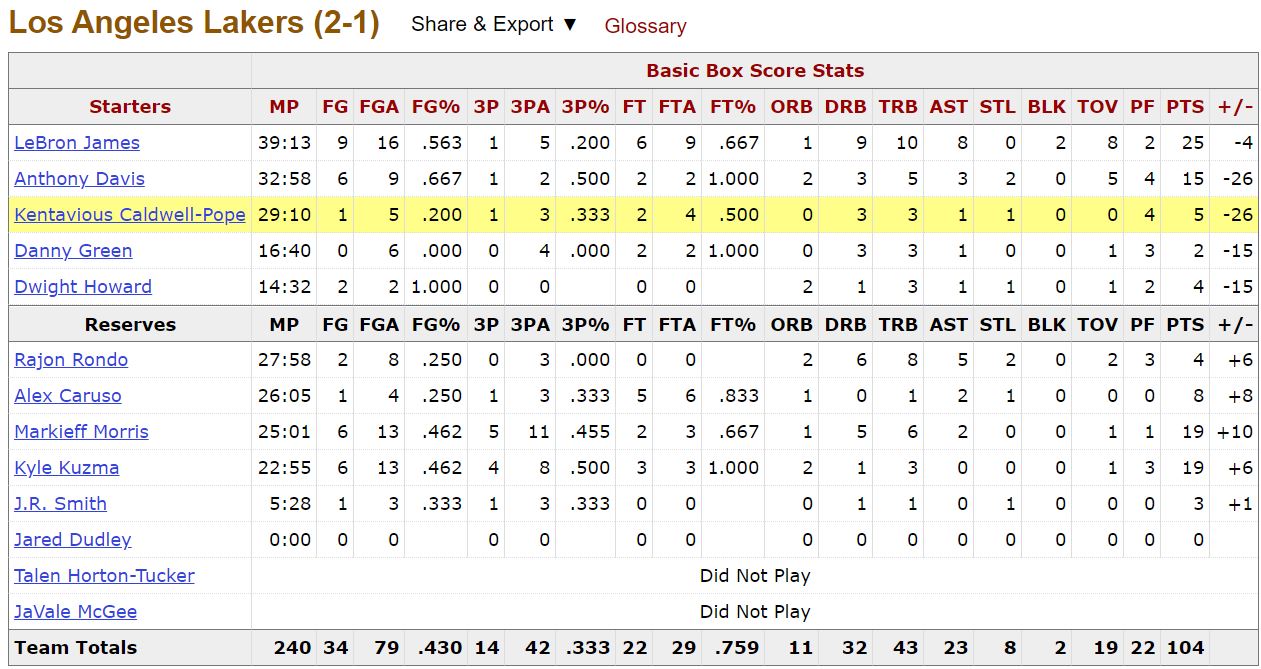 Los Angeles Lakers (2-1) Share & Export ▼ Glossary
Basic Box Score Stats
Starters MP FG FGA FG% 3P 3PA 3P% FT FTA FT% ORB DRB TRB AST STL BLK TOV PF PTS +/-
LeBron James 39:13 9 16 .563 1 5 .200 6 9 .667 1 9 10 8 0 2 8 2 25 -4
Anthony Davis 32:58 6 9 .667 1 2 .500 2 2 1.000 2 3 5 3 2 0 5 4 15 -26
Kentavious Caldwell-Pope 29:10 1 5 .200 1 3 .333 2 4 .500 0 3 3 1 1 0 0 4 5 -26
Danny Green 16:40 0 6 .000 0 4 .000 2 2 1.000 0 3 3 1 0 0 1 3 2 -15
Dwight Howard 14:32 2 2 1.000 0 0 0 0 2 1 3 1 1 0 1 2 4 -15
Reserves MP FG FGA FG% 3P 3PA 3P% FT FTA FT% ORB DRB TRB AST STL BLK TOV PF PTS +/-
Rajon Rondo 27:58 2 8 .250 0 3 .000 0 0 2 6 8 5 2 0 2 3 4 +6
Alex Caruso 26:05 1 4 .250 1 3 .333 5 6 .833 1 0 1 2 1 0 0 0 8 +8
Markieff Morris 25:01 6 13 .462 5 11 .455 2 3 .667 1 5 6 2 0 0 1 1 19 +10
Kyle Kuzma 22:55 6 13 .462 4 8 .500 3 3 1.000 2 1 3 0 0 0 1 3 19 +6
J.R. Smith 5:28 1 3 .333 1 3 .333 0 0 0 1 1 0 1 0 0 0 3 +1
Jared Dudley 0:00 0 0 0 0 0 0 0 0 0 0 0 0 0 0 0
Talen Horton-Tucker Did Not Play
JaVale McGee Did Not Play
Team Totals 240 34 79 .430 14 42 .333 22 29 .759 11 32 43 23 8 2 19 22 104